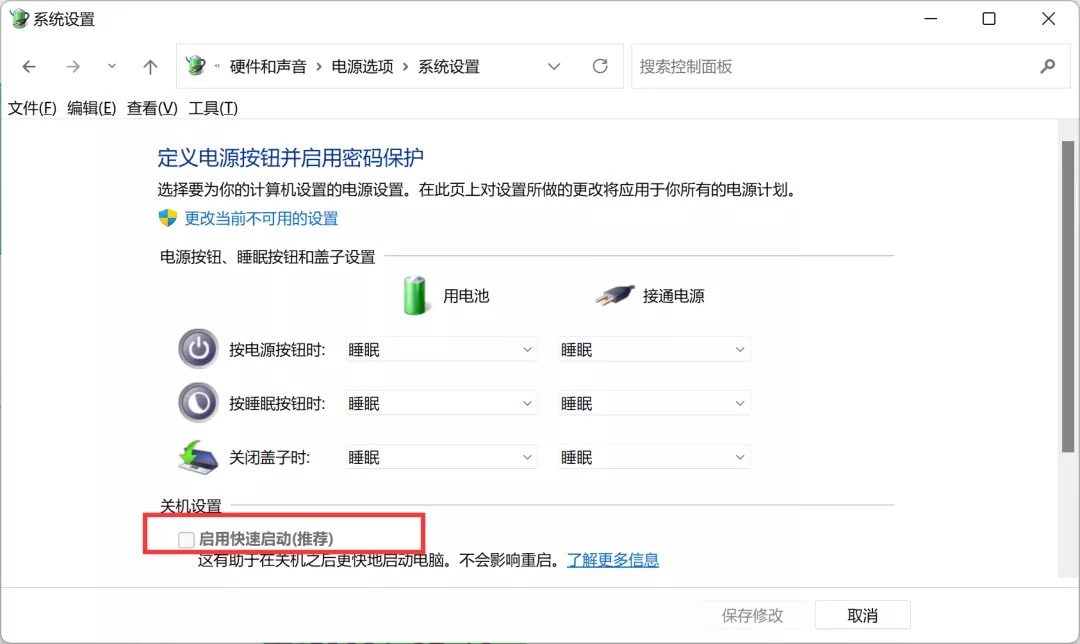 系统设置
« 硬件和声音 › 电源选项 › 系统设置
搜索控制面板
文件(F) 编辑(E) 查看(V) 工具(T)
定义电源按钮并启用密码保护
选择要为你的计算机设置的电源设置。在此页上对设置所做的更改将应用于你所有的电源计划。
更改当前不可用的设置
电源按钮、睡眠按钮和盖子设置
用电池 接通电源
按电源按钮时: 睡眠 睡眠
按睡眠按钮时: 睡眠 睡眠
关闭盖子时: 睡眠 睡眠
关机设置
启用快速启动(推荐)
这有助于在关机之后更快地启动电脑。不会影响重启。了解更多信息
保存修改 取消